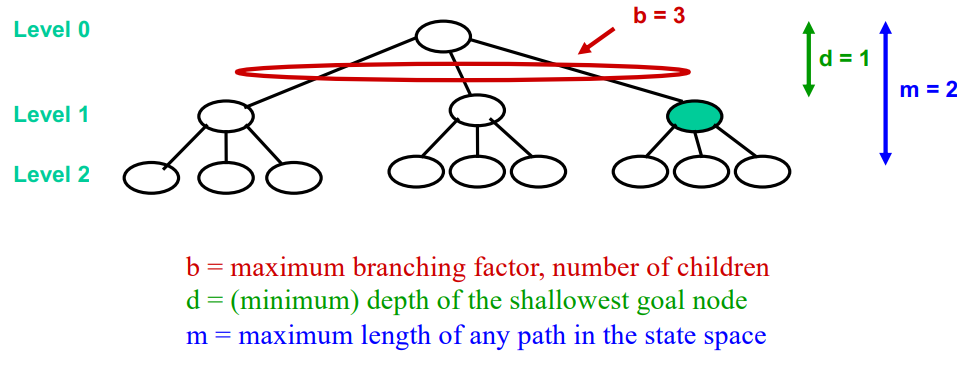 Level 0
b = 3
d = 1
m = 2
Level 1
Level 2
b = maximum branching factor, number of children
d = (minimum) depth of the shallowest goal node
m = maximum length of any path in the state space